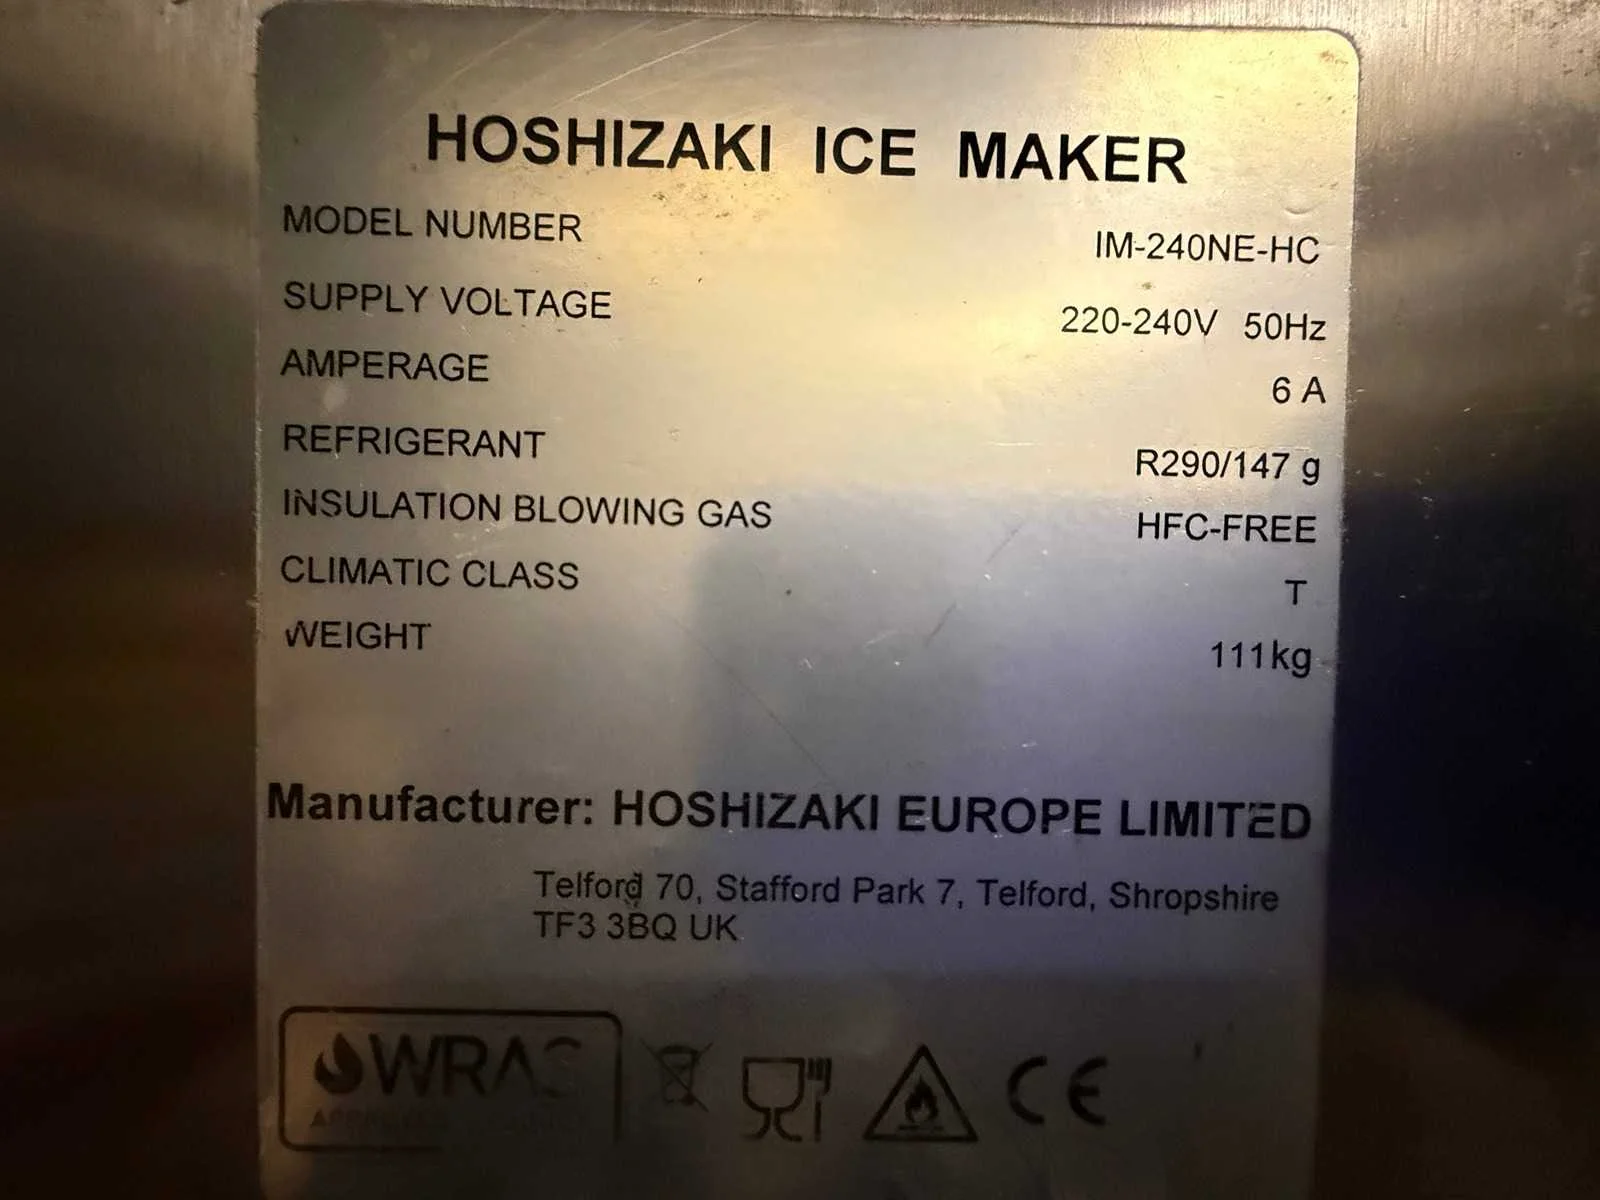 HOSHIZAKI ICE MAKER
MODEL NUMBER IM-240NE-HC
SUPPLY VOLTAGE 220-240V 50Hz
AMPERAGE 6 A
REFRIGERANT R290/147 g
INSULATION BLOWING GAS HFC-FREE
CLIMATIC CLASS T
WEIGHT 111kg
Manufacturer: HOSHIZAKI EUROPE LIMITED
Telford 70, Stafford Park 7, Telford, Shropshire
TF3 3BQ UK
WRAS
CE